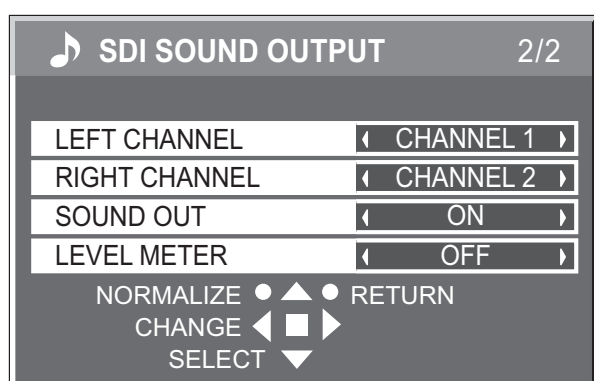 SDI SOUND OUTPUT 2/2
LEFT CHANNEL CHANNEL 1
RIGHT CHANNEL CHANNEL 2
SOUND OUT ON
LEVEL METER OFF
NORMALIZE RETURN
CHANGE
SELECT